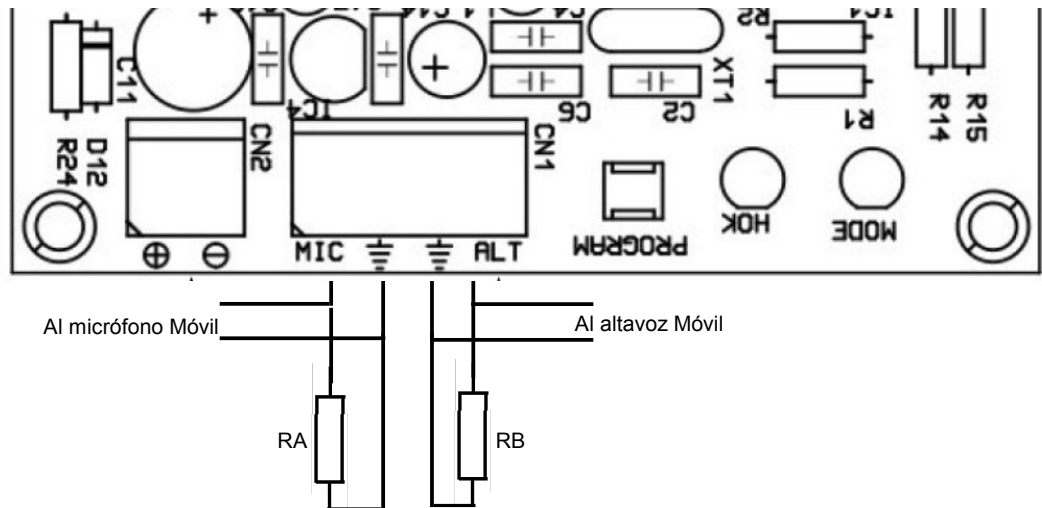 R2
C11
XT1
IC4
C6
C2
R1
R14
R15
R24
D12
CN2
CN1
PROGRAM
HOK
MODE
MIC
ALT
Al micrófono Móvil
Al altavoz Móvil
RA
RB